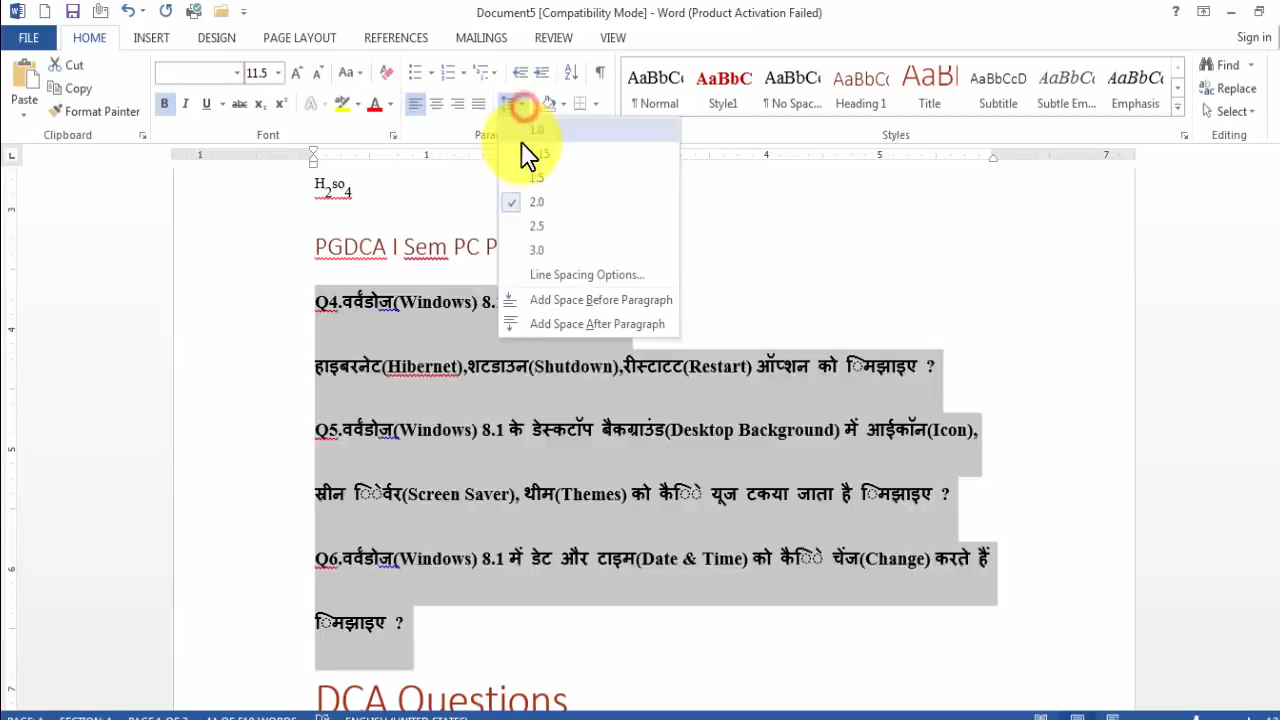 Document5 [Compatibility Mode] - Word (Product Activation Failed)
FILE HOME INSERT DESIGN PAGE LAYOUT REFERENCES MAILINGS REVIEW VIEW Sign in
Cut
Copy
Format Painter
Paste
11.5
AaBbCc AaBbC AaBbCc AaBbC AaBl AaBbCcD AaBbCc AaBbCc
¶ Normal Style1 ¶ No Spac... Heading 1 Title Subtitle Emphasis
Find
Replace
Select
Clipboard Font Styles Editing
1.0
1.5
2.0
2.5
3.0
Line Spacing Options...
Add Space Before Paragraph
Add Space After Paragraph
H2so4
PGDCA I Sem PC P
Q4.वर्वंडोज(Windows) 8.1
हाइबरनेट(Hibernet),शटडाउन(Shutdown),रीस्टाटट(Restart) ऑप्शन को िमझाइए ?
Q5.वर्वंडोज(Windows) 8.1 के डेस्कटॉप बैकग्राउंड(Desktop Background) में आईकॉन(Icon),
स्रीन िेर्वर(Screen Saver), थीम(Themes) को कैिे यूज टकया जाता है िमझाइए ?
Q6.वर्वंडोज(Windows) 8.1 में डेट और टाइम(Date & Time) को कैिे चेंज(Change) करते हैं
िमझाइए ?
DCA Questions